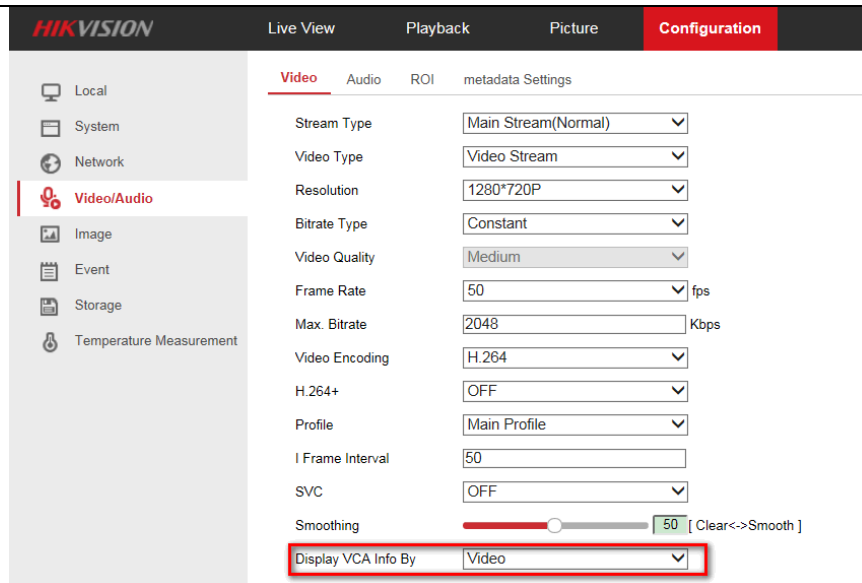 HIKVISION Live View Playback Picture Configuration
Video Audio ROI metadata Settings
Local
System
Network
Video/Audio
Image
Event
Storage
Temperature Measurement
Stream Type Main Stream(Normal)
Video Type Video Stream
Resolution 1280*720P
Bitrate Type Constant
Video Quality Medium
Frame Rate 50 fps
Max. Bitrate 2048 Kbps
Video Encoding H.264
H.264+ OFF
Profile Main Profile
I Frame Interval 50
SVC OFF
Smoothing 50 [ Clear<->Smooth ]
Display VCA Info By Video